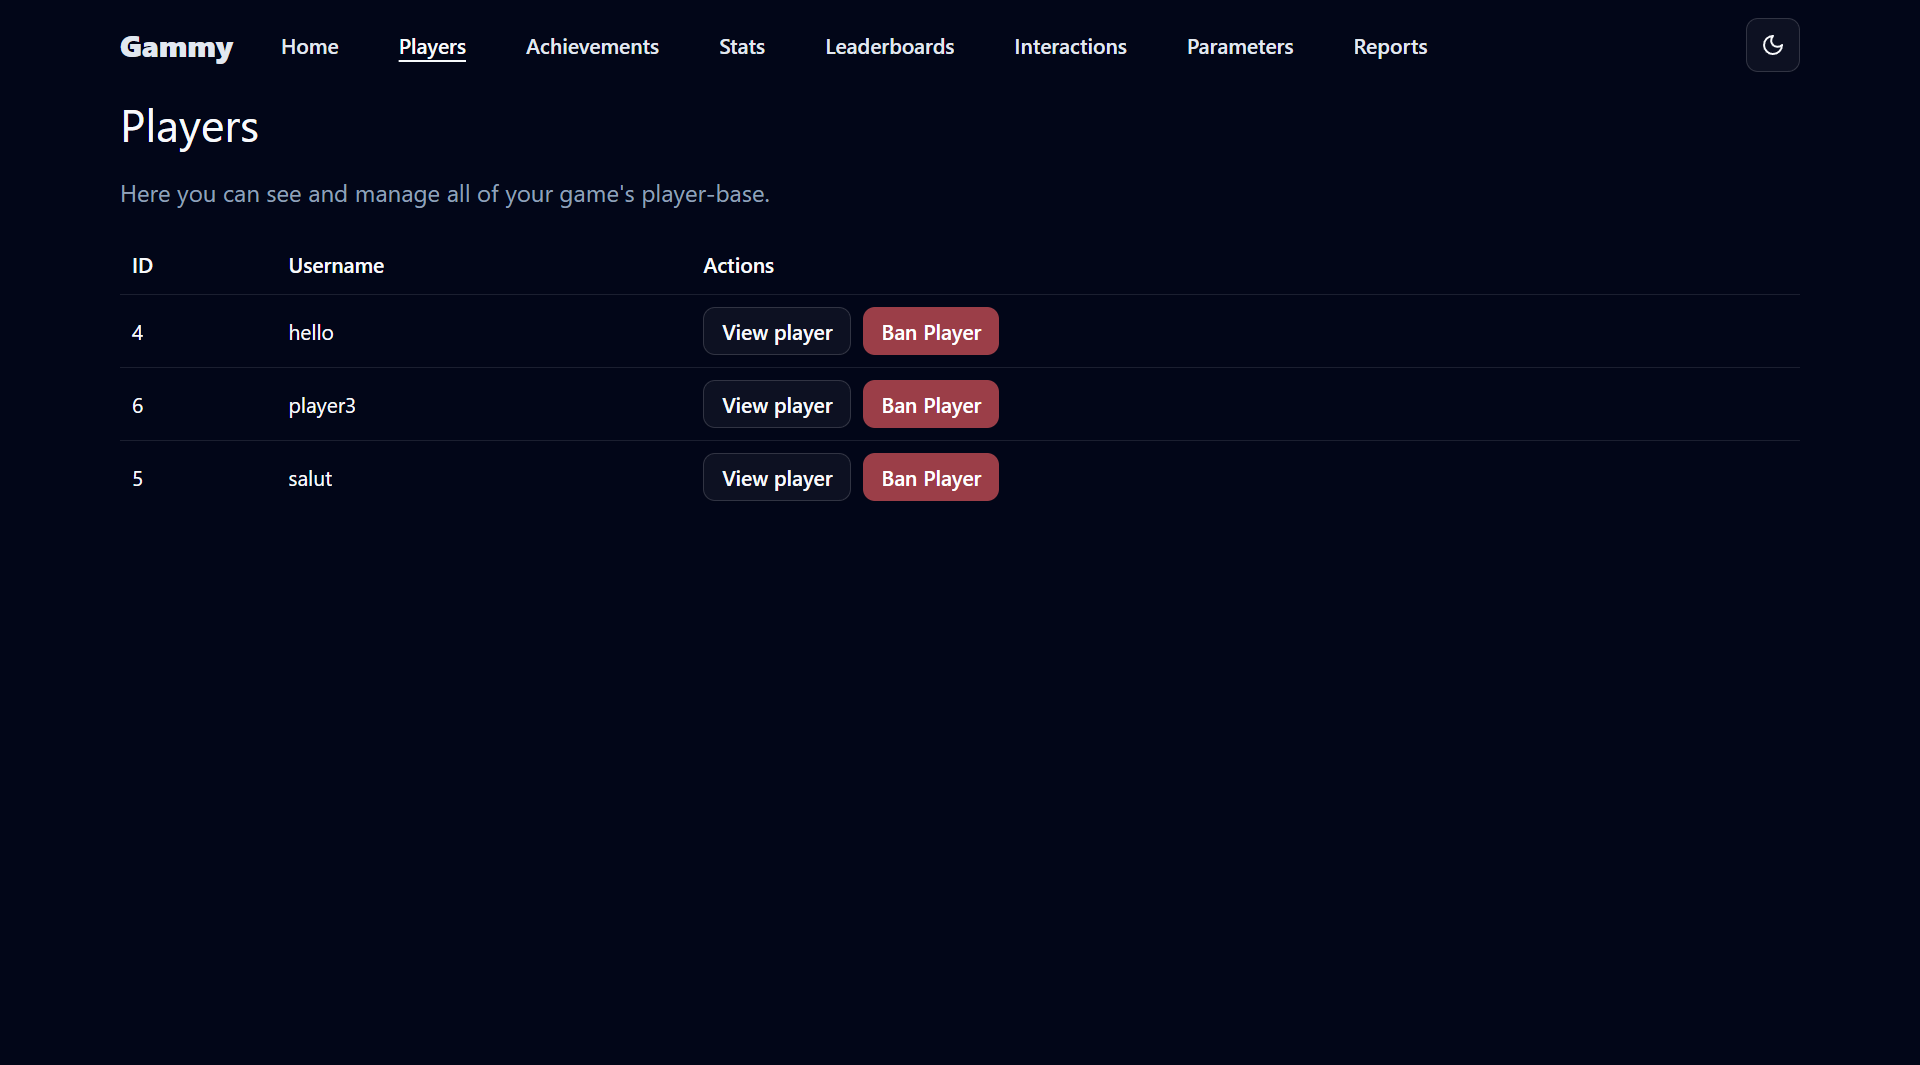 Gammy Home Players Achievements Stats Leaderboards Interactions Parameters Reports
Players
Here you can see and manage all of your game's player-base.
ID Username Actions
4 hello View player Ban Player
6 player3 View player Ban Player
5 salut View player Ban Player